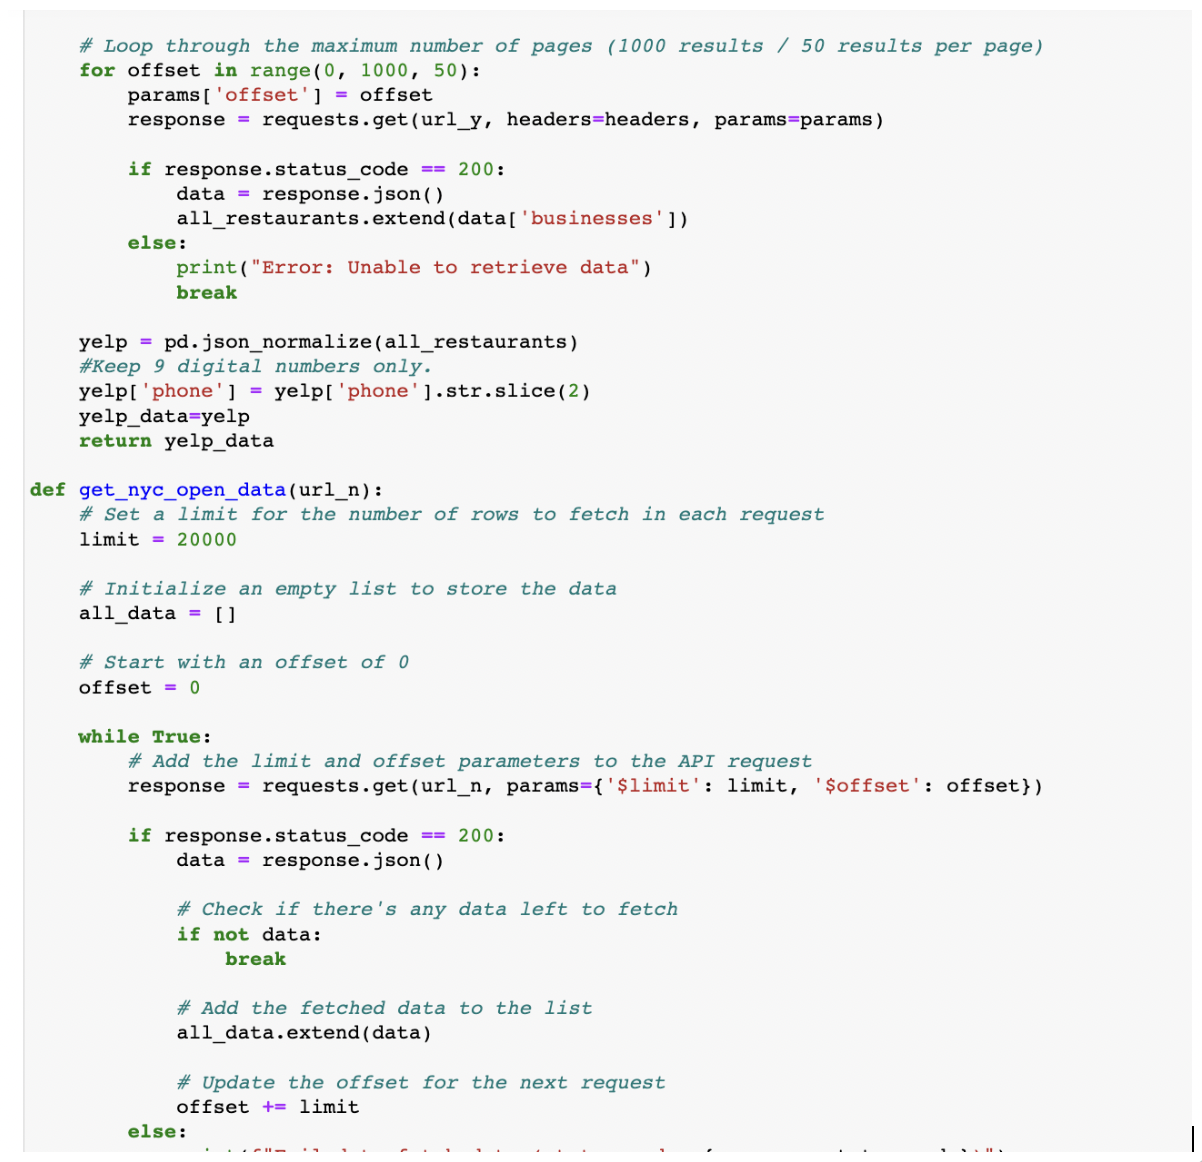 # Loop through the maximum number of pages (1000 results / 50 results per page)
for offset in range(0, 1000, 50):
params['offset'] = offset
response = requests.get(url_y, headers=headers, params=params)
if response.status_code == 200:
data = response.json()
all_restaurants.extend(data['businesses'])
else:
print("Error: Unable to retrieve data")
break
yelp = pd.json_normalize(all_restaurants)
#Keep 9 digital numbers only.
yelp['phone'] = yelp['phone'].str.slice(2)
yelp_data=yelp
return yelp_data
def get_nyc_open_data(url_n):
# Set a limit for the number of rows to fetch in each request
limit = 20000
# Initialize an empty list to store the data
all_data = []
# Start with an offset of 0
offset = 0
while True:
# Add the limit and offset parameters to the API request
response = requests.get(url_n, params={'$limit': limit, '$offset': offset})
if response.status_code == 200:
data = response.json()
# Check if there's any data left to fetch
if not data:
break
# Add the fetched data to the list
all_data.extend(data)
# Update the offset for the next request
offset += limit
else: